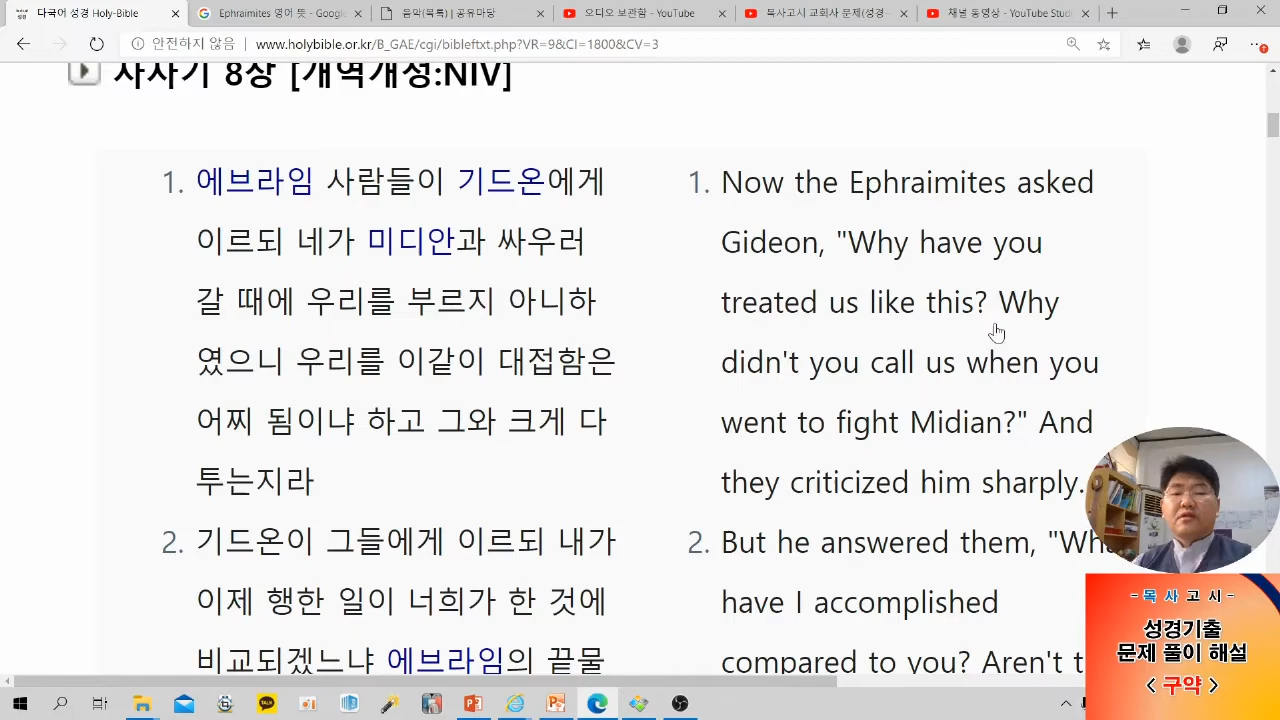 다국어 성경 Holy-Bible
Ephraimites 영어 뜻 - Google
음악(목록) | 공유마당
오디오 보관함 - YouTube
목사고시 교회사 문제(성경
채널 동영상 - YouTube Stud
안전하지 않음
www.holybible.or.kr/B_GAE/cgi/bibleftxt.php?VR=9&CI=1800&CV=3
사사기 8장 [개역개정:NIV]
1. 에브라임 사람들이 기드온에게
이르되 네가 미디안과 싸우러
갈 때에 우리를 부르지 아니하
였으니 우리를 이같이 대접함은
어찌 됨이냐 하고 그와 크게 다
투는지라
2. 기드온이 그들에게 이르되 내가
이제 행한 일이 너희가 한 것에
비교되겠느냐 에브라임의 끝물
1. Now the Ephraimites asked
Gideon, "Why have you
treated us like this? Why
didn't you call us when you
went to fight Midian?" And
they criticized him sharply.
2. But he answered them, "Wha
have I accomplished
compared to you? Aren't t
- 목 사 고 시 -
성경기출
문제 풀이 해설
< 구약 >
TALK